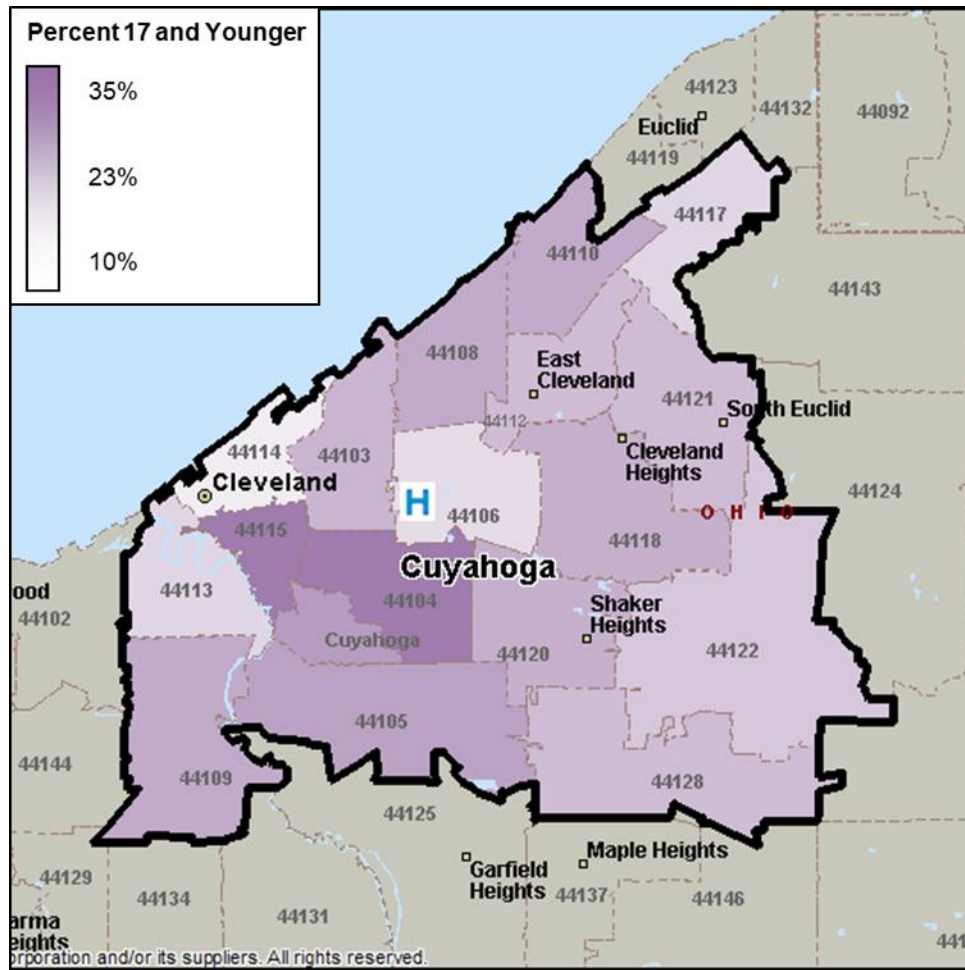 Percent 17 and Younger
35%
23%
10%
44123
44132
44092
Euclid
44119
44117
44110
44143
44108
East
Cleveland
44121
South Euclid
44112
44114
44103
Cleveland
Heights
Cleveland
44124
H
44106
OHIO
44115
44118
Cuyahoga
44113
44104
ood
44102
Shaker
Heights
Cuyahoga
44120
44122
44105
44144
44109
44128
44125
Maple Heights
Garfield
Heights
44129
44134
44131
44137
44146
441
arma
eights
orporation and/or its suppliers. All rights reserved.